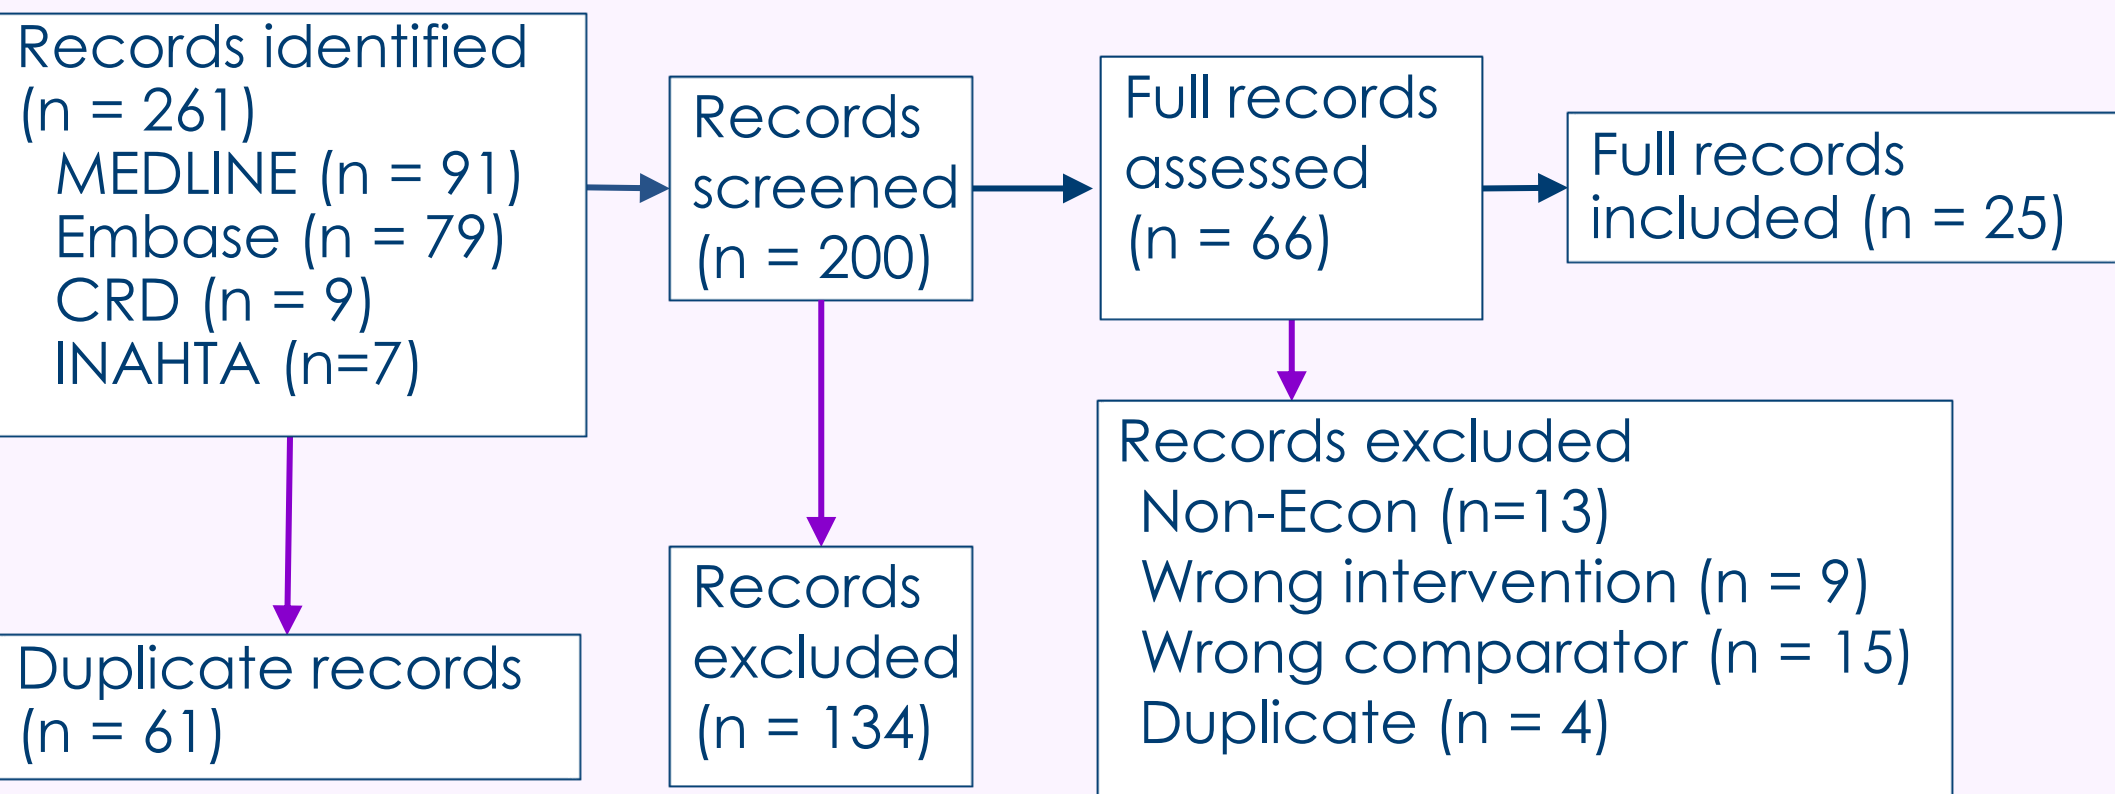 Records identified
(n = 261)
MEDLINE (n = 91)
Embase (n = 79)
CRD (n = 9)
INAHTA (n=7)
Duplicate records
(n = 61)
Records
screened
(n = 200)
Records
excluded
(n = 134)
Full records
assessed
(n = 66)
Records excluded
Non-Econ (n=13)
Wrong intervention (n = 9)
Wrong comparator (n = 15)
Duplicate (n = 4)
Full records
included (n = 25)